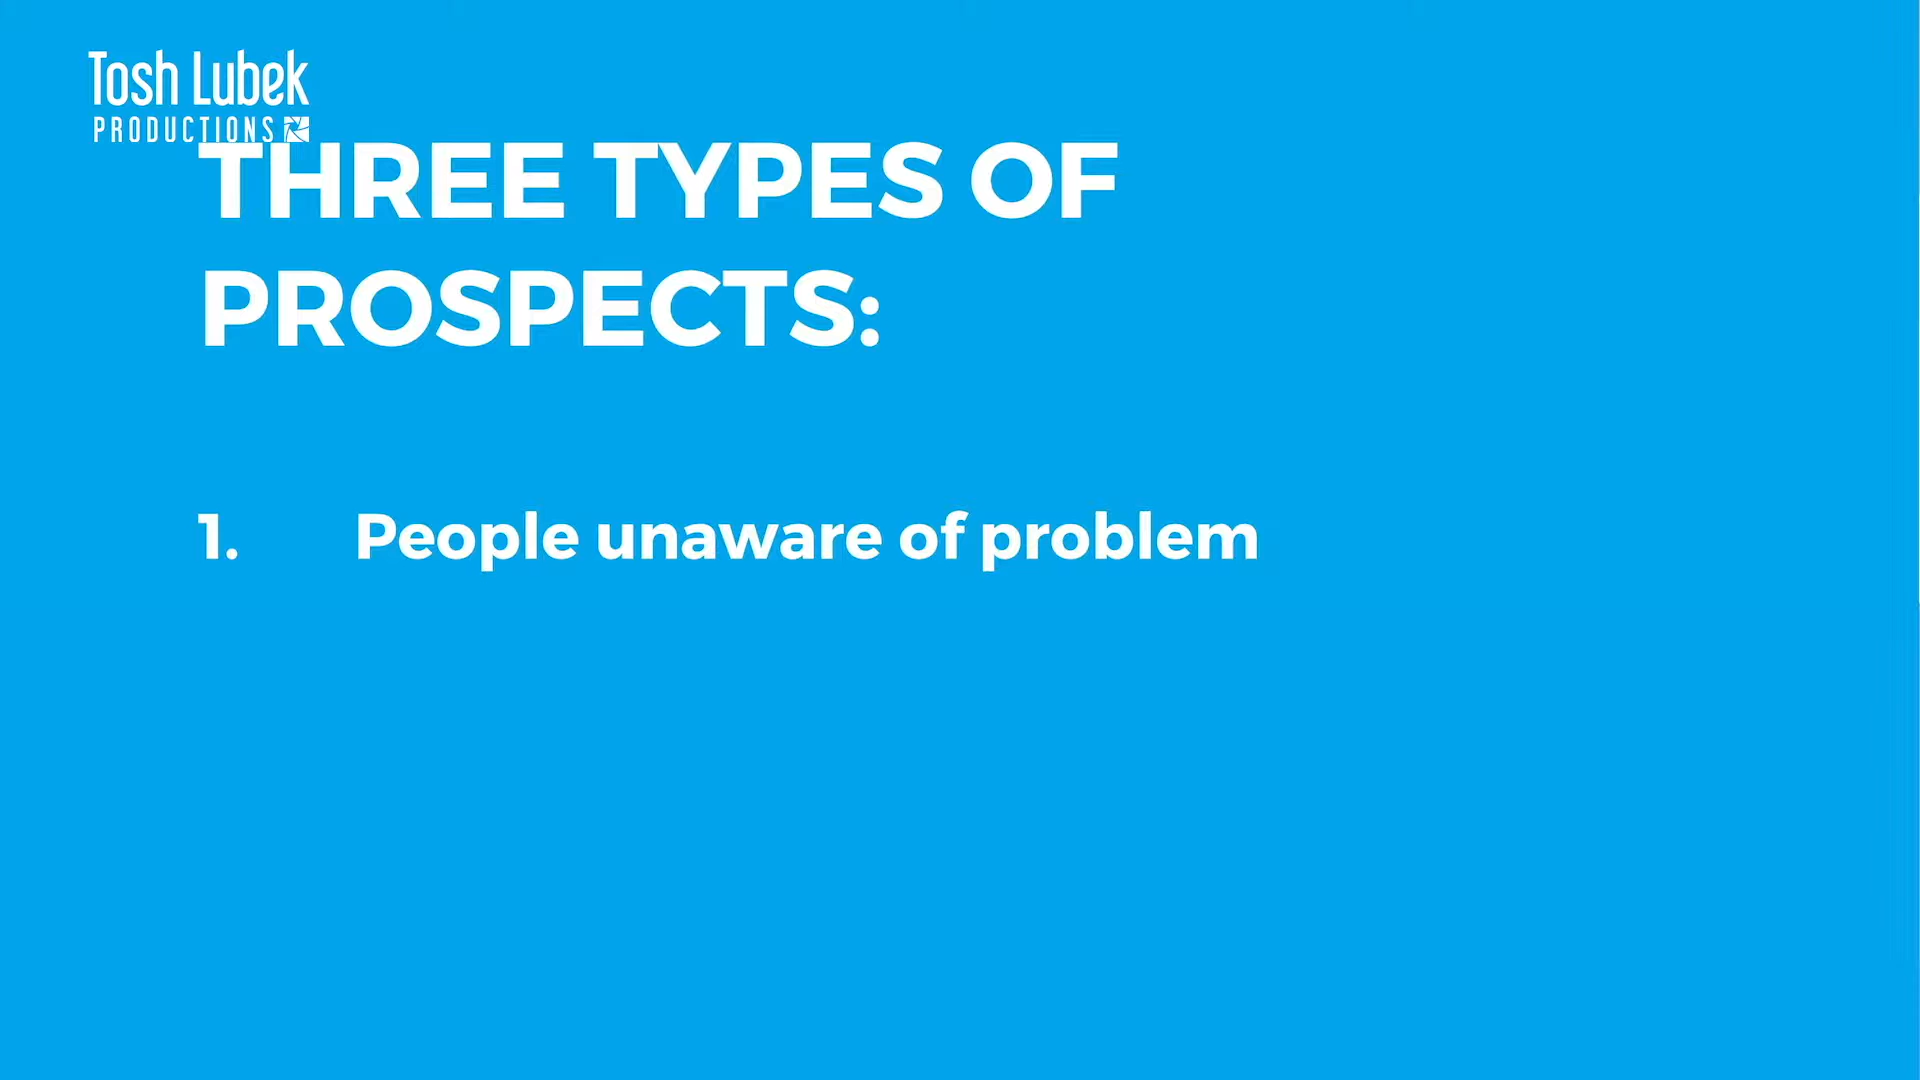 Tosh Lubek
PRODUCTIONS
THREE TYPES OF
PROSPECTS:
1. People unaware of problem